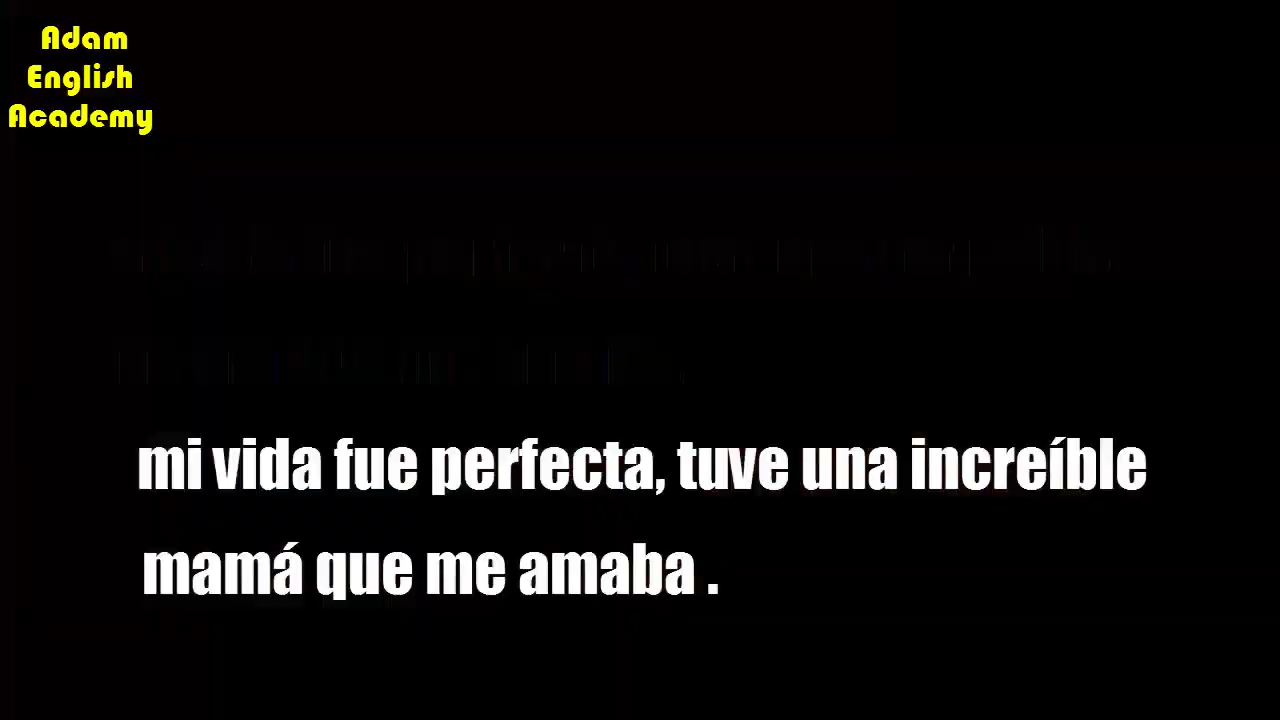 Adam
English
Academy
mi vida fue perfecta, tuve una increíble
mamá que me amaba .